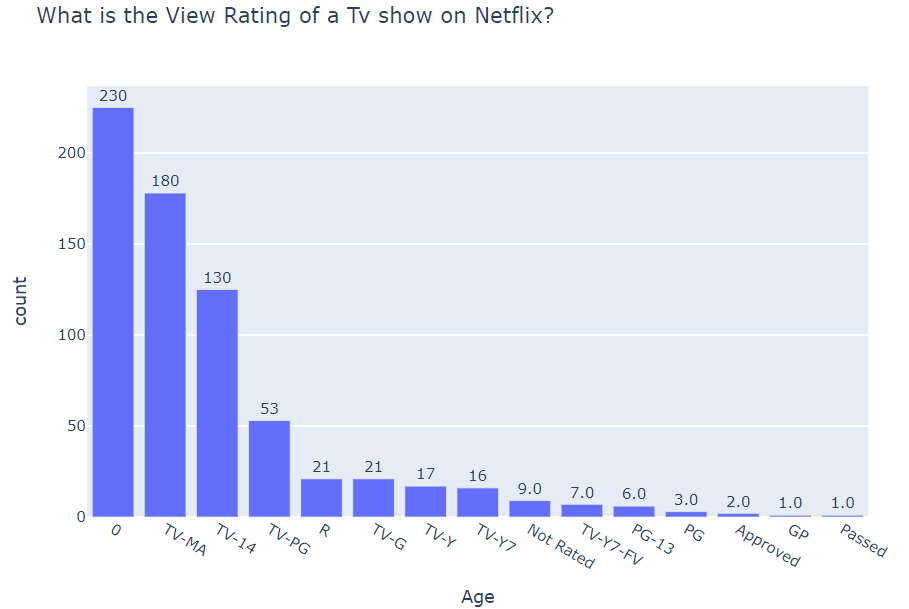 What is the View Rating of a Tv show on Netflix?
230
180
130
53
21
21
17
16
9.0
7.0
6.0
3.0
2.0
1.0
1.0
200
150
100
50
0
count
0
TV-MA
TV-14
TV-PG
R
TV-G
TV-Y
TV-Y7
Not Rated
TV-Y7-FV
PG-13
PG
Approved
GP
Passed
Age